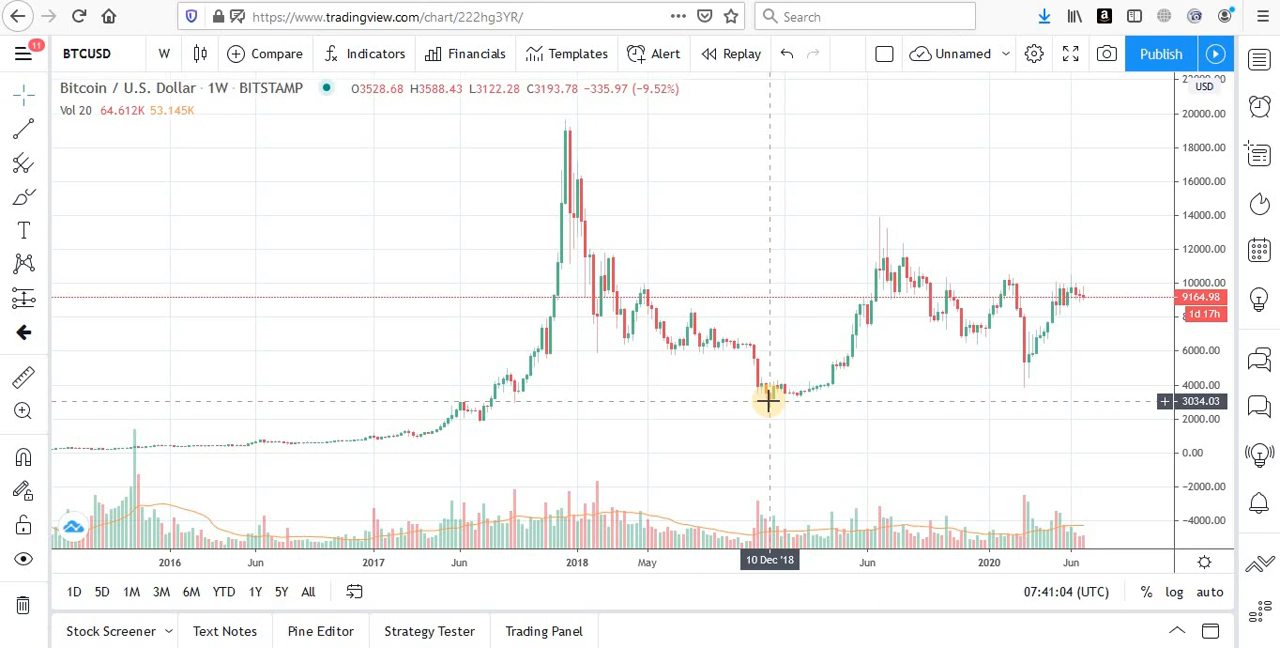 https://www.tradingview.com/chart/222hg3YR/
Search
11
BTCUSD W Compare Indicators Financials Templates Alert Replay Unnamed Publish
Bitcoin / U.S. Dollar · 1W · BITSTAMP O3528.68 H3588.43 L3122.28 C3193.78 −335.97 (−9.52%)
Vol 20 64.612K 53.145K
22000.00
USD
20000.00
18000.00
16000.00
14000.00
12000.00
10000.00
9164.98
1d 17h
6000.00
4000.00
3034.03
2000.00
0.00
−2000.00
−4000.00
2016 Jun 2017 Jun 2018 May 10 Dec '18 Jun 2020 Jun
1D 5D 1M 3M 6M YTD 1Y 5Y All 07:41:04 (UTC) % log auto
Stock Screener Text Notes Pine Editor Strategy Tester Trading Panel